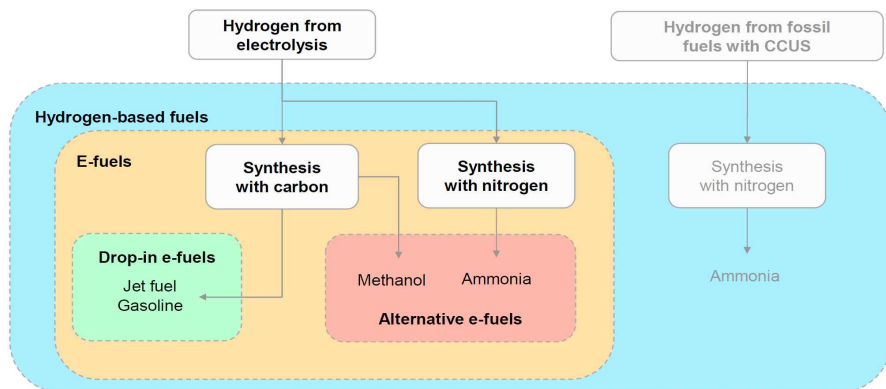 Hydrogen from
electrolysis
Hydrogen from fossil
fuels with CCUS
Hydrogen-based fuels
E-fuels
Synthesis
with carbon
Synthesis
with nitrogen
Synthesis
with nitrogen
Drop-in e-fuels
Jet fuel
Gasoline
Methanol
Ammonia
Alternative e-fuels
Ammonia